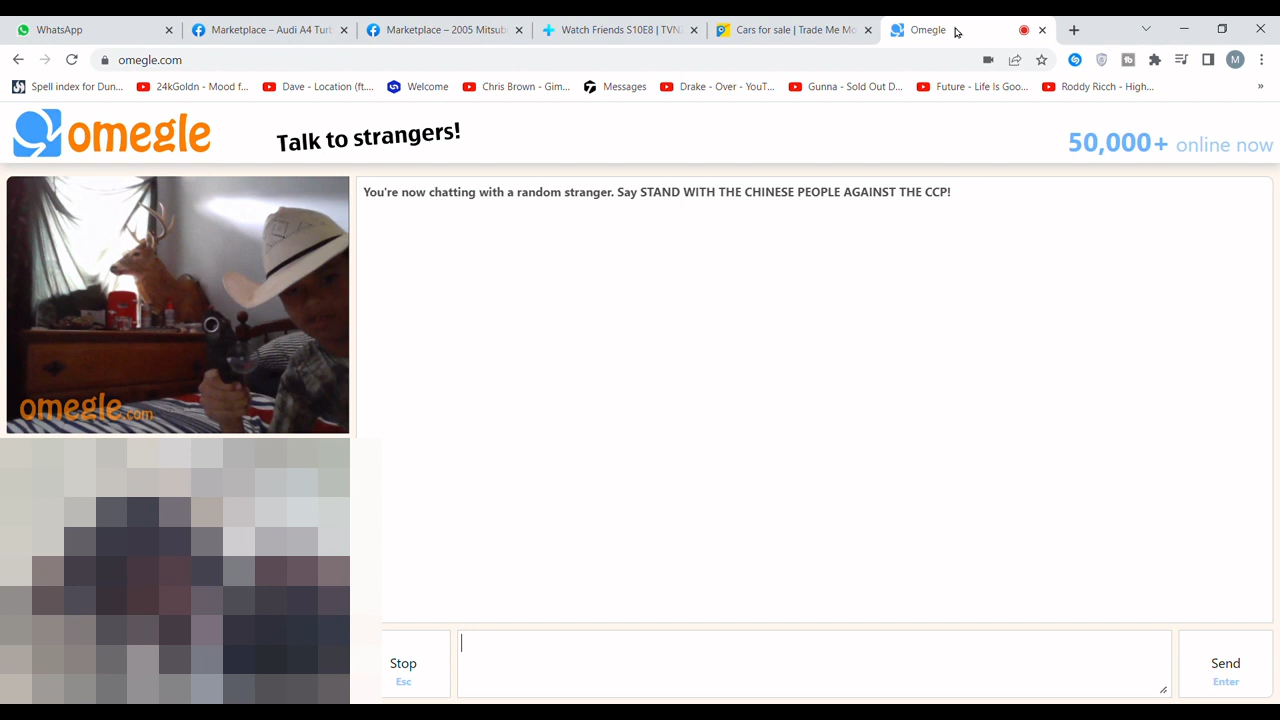 WhatsApp
Marketplace – Audi A4 Turb
Marketplace – 2005 Mitsub
Watch Friends S10E8 | TVNZ
Cars for sale | Trade Me Mo
Omegle
omegle.com
M
Spell index for Dun...
24kGoldn - Mood f...
Dave - Location (ft....
Welcome
Chris Brown - Gim...
Messages
Drake - Over - YouT...
Gunna - Sold Out D...
Future - Life Is Goo...
Roddy Ricch - High...
»
omegle
Talk to strangers!
50,000+ online now
You're now chatting with a random stranger. Say STAND WITH THE CHINESE PEOPLE AGAINST THE CCP!
omegle.com
Stop
Esc
Send
Enter